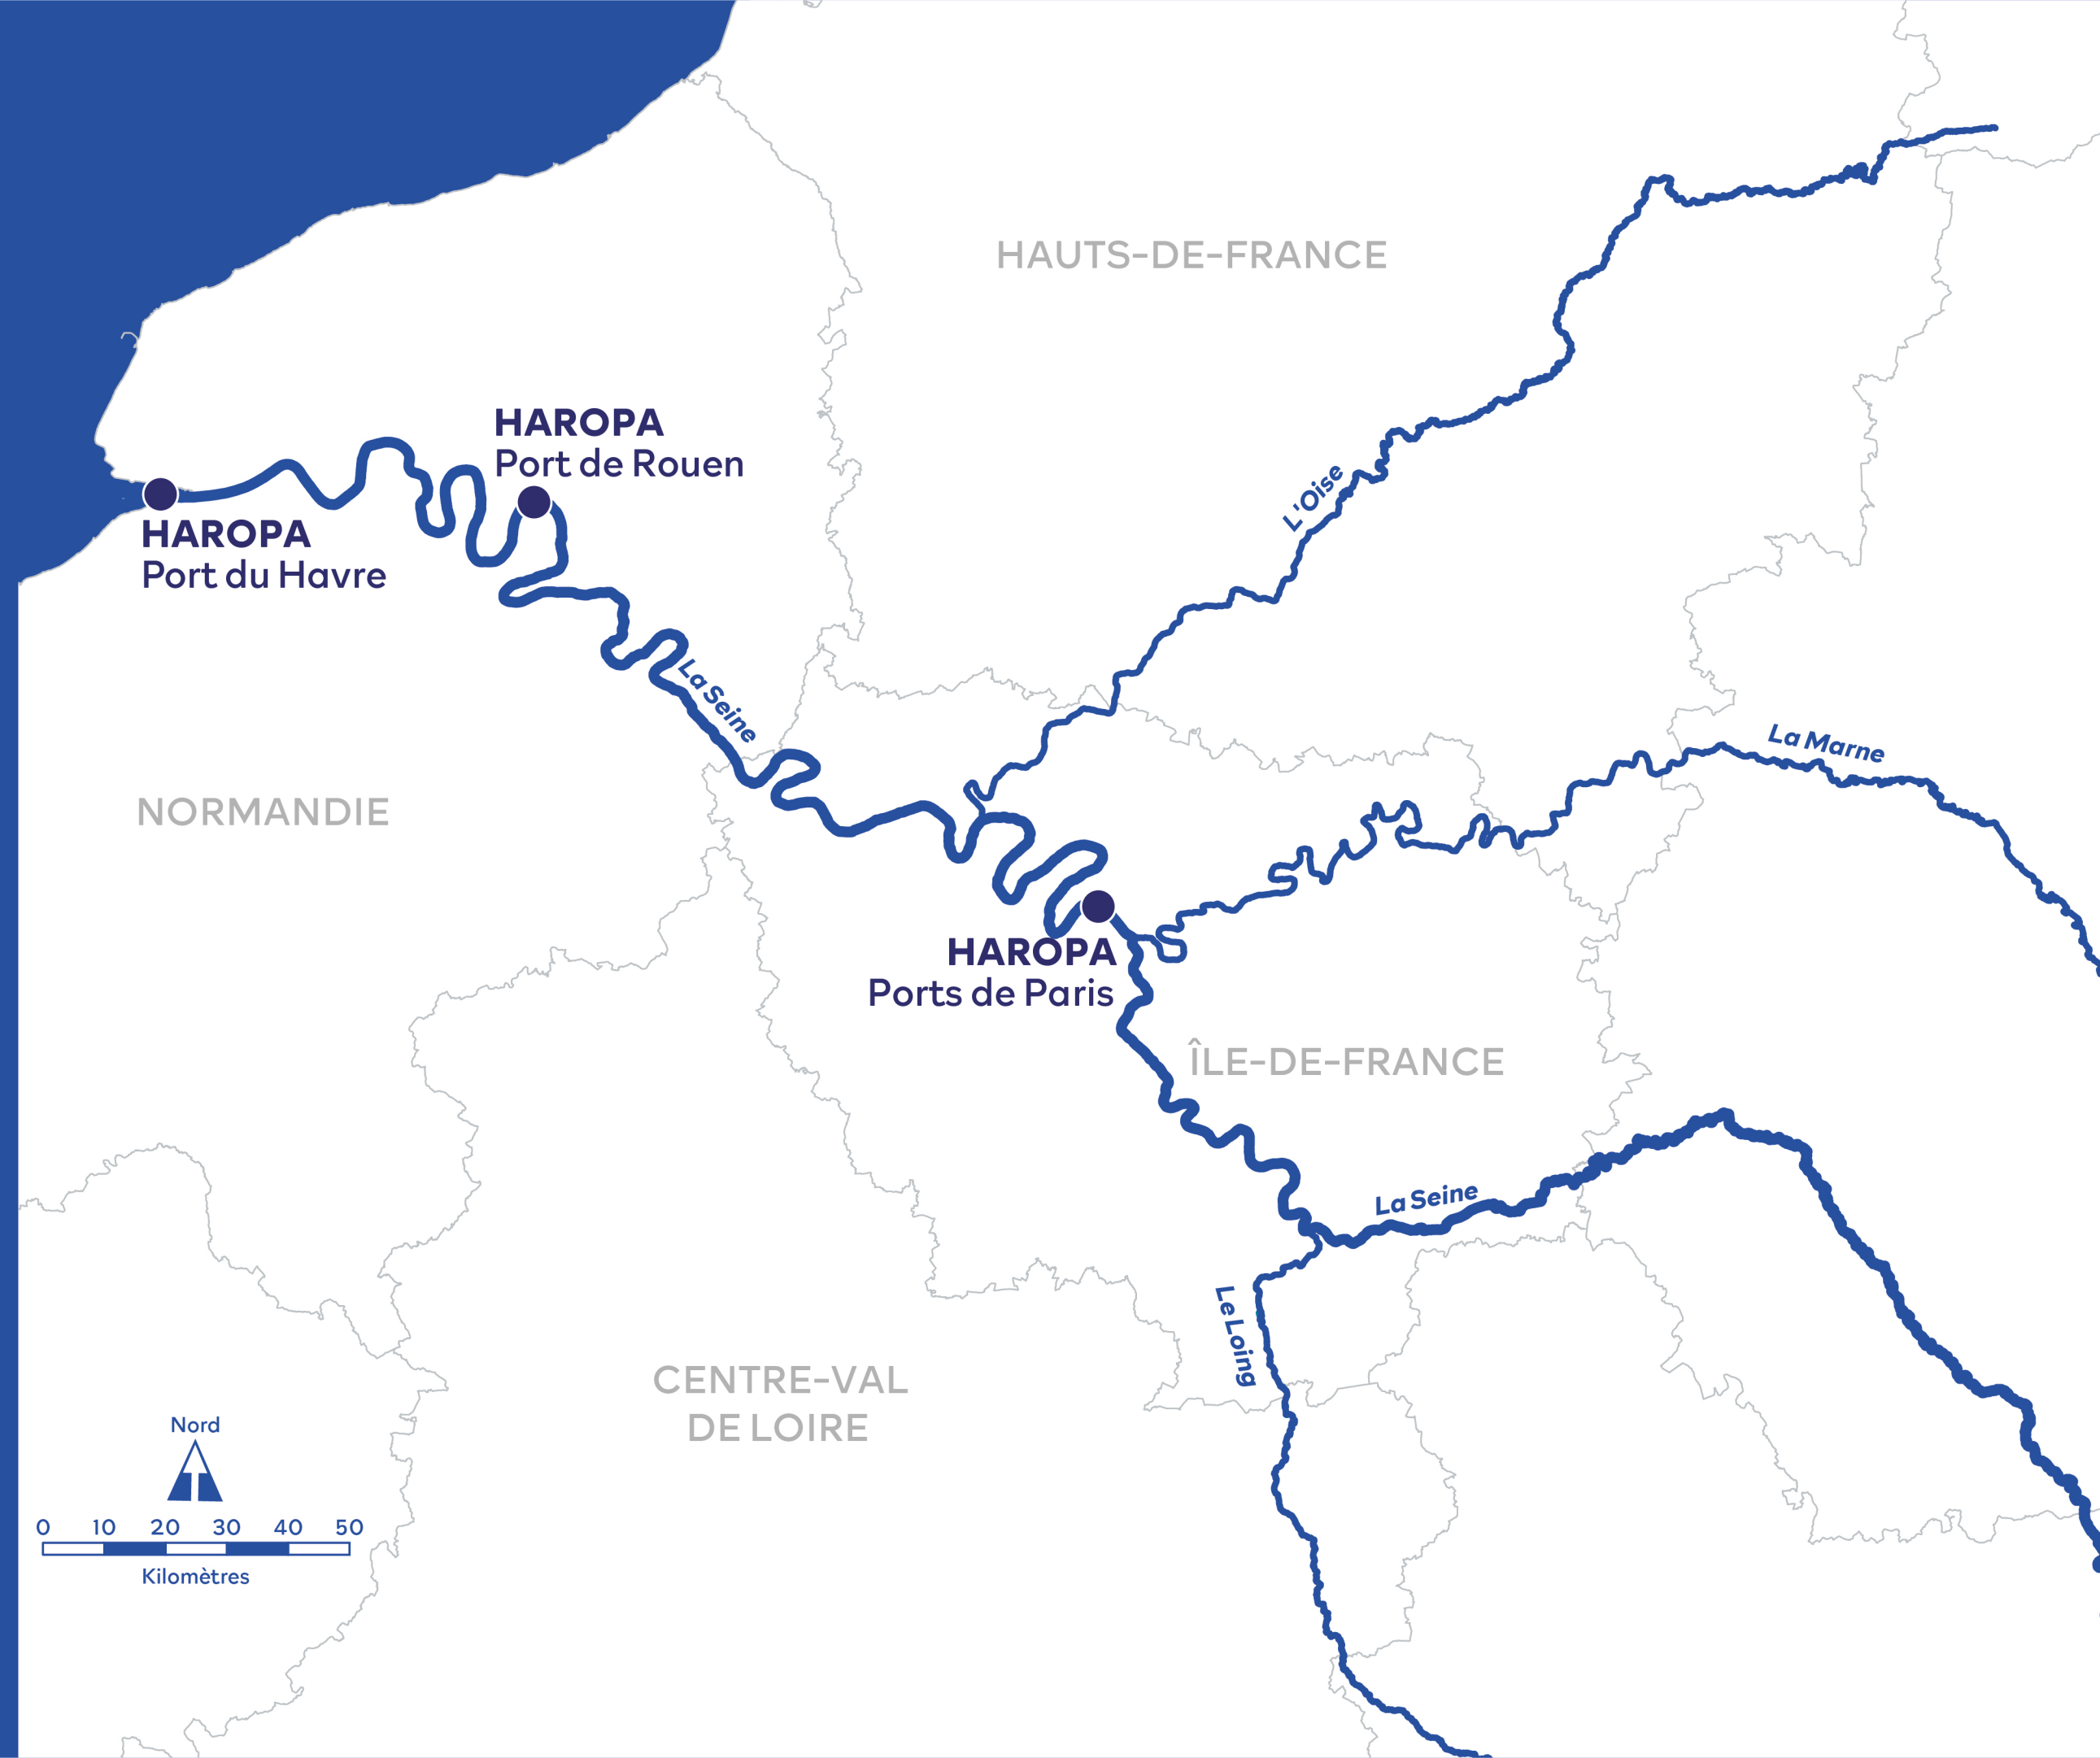 HAUTS-DE-FRANCE
HAROPA
Port de Rouen
L'Oise
HAROPA
Port du Havre
La Seine
La Marne
NORMANDIE
HAROPA
Ports de Paris
ÎLE-DE-FRANCE
La Seine
Le Loing
CENTRE-VAL
DE LOIRE
Nord
0 10 20 30 40 50
Kilomètres